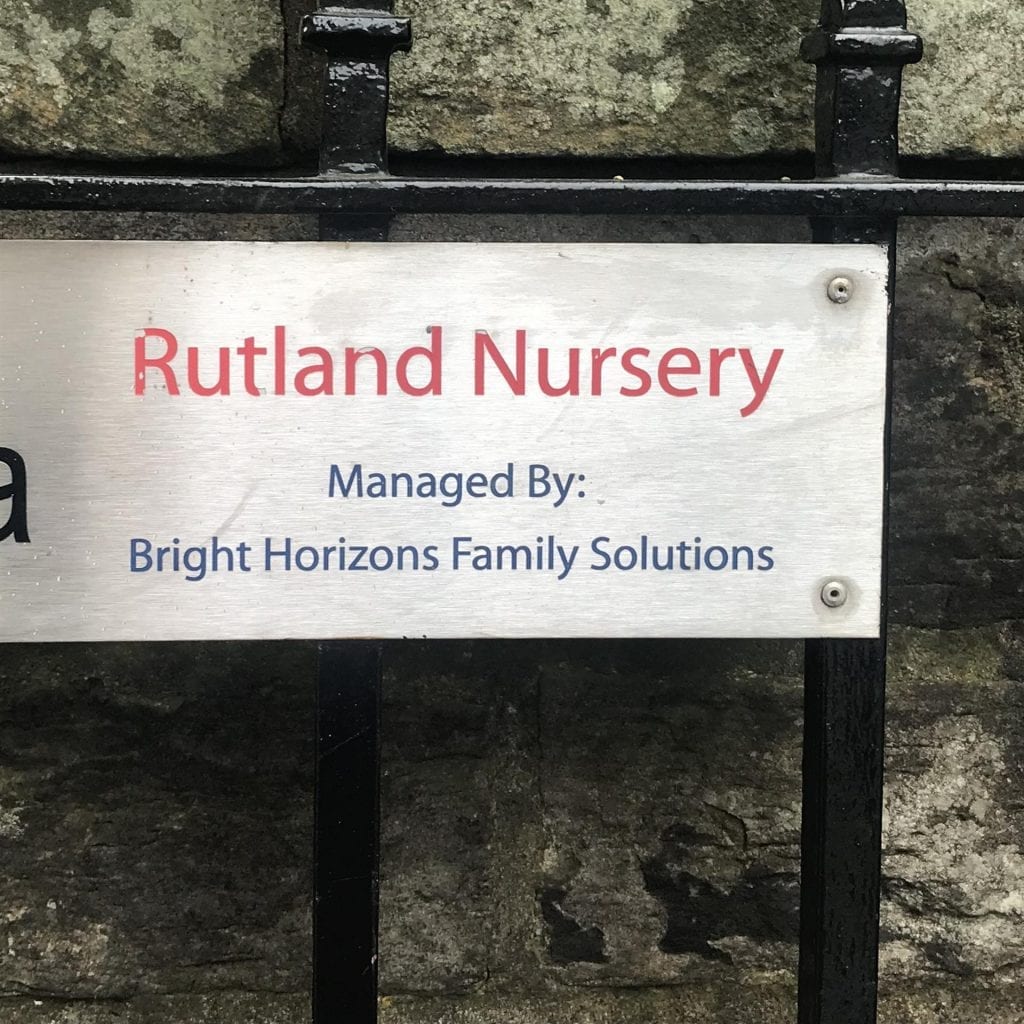 Rutland Nursery
Managed By:
Bright Horizons Family Solutions